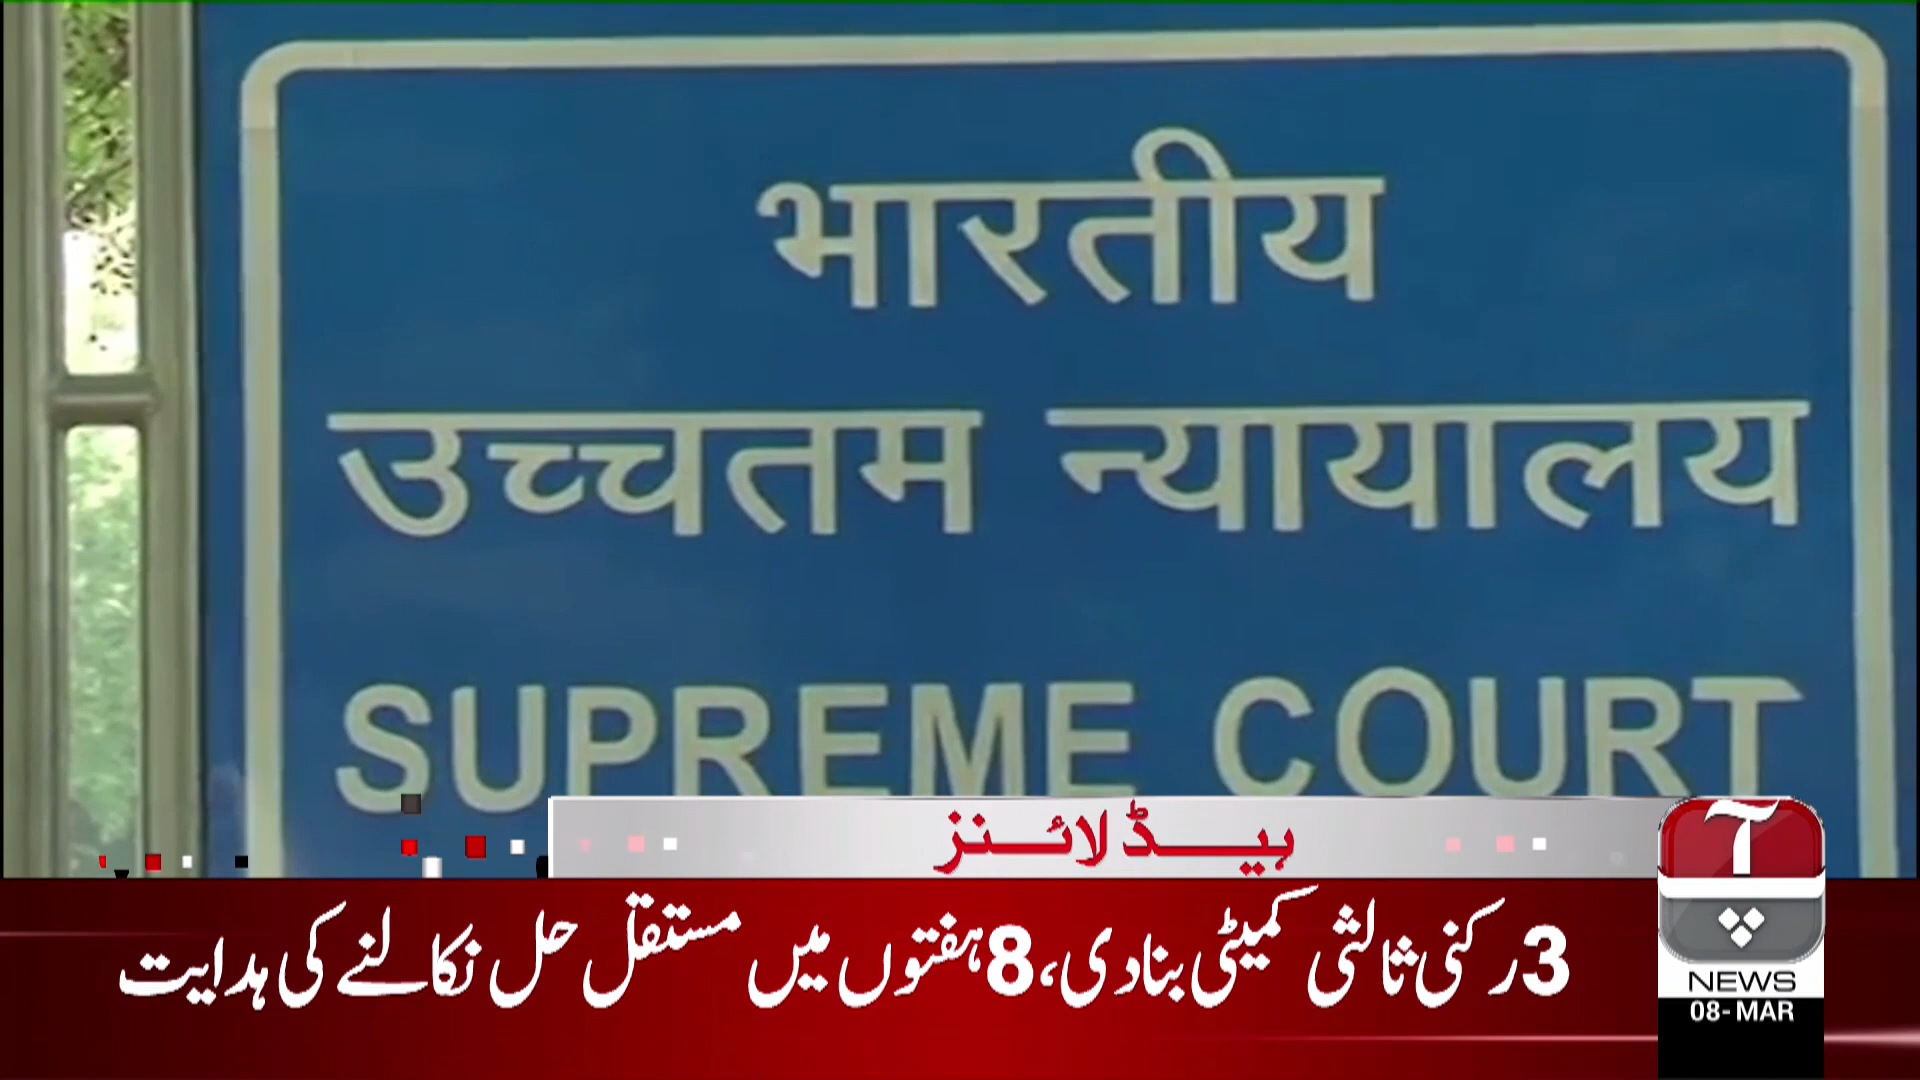 भारतीय
उच्चतम न्यायालय
SUPREME COURT
ہیڈ لائنز
3 رکنی ثالثی کمیٹی بنادی، 8 ہفتوں میں مستقل حل نکالنے کی ہدایت
آپ
NEWS
08-MAR